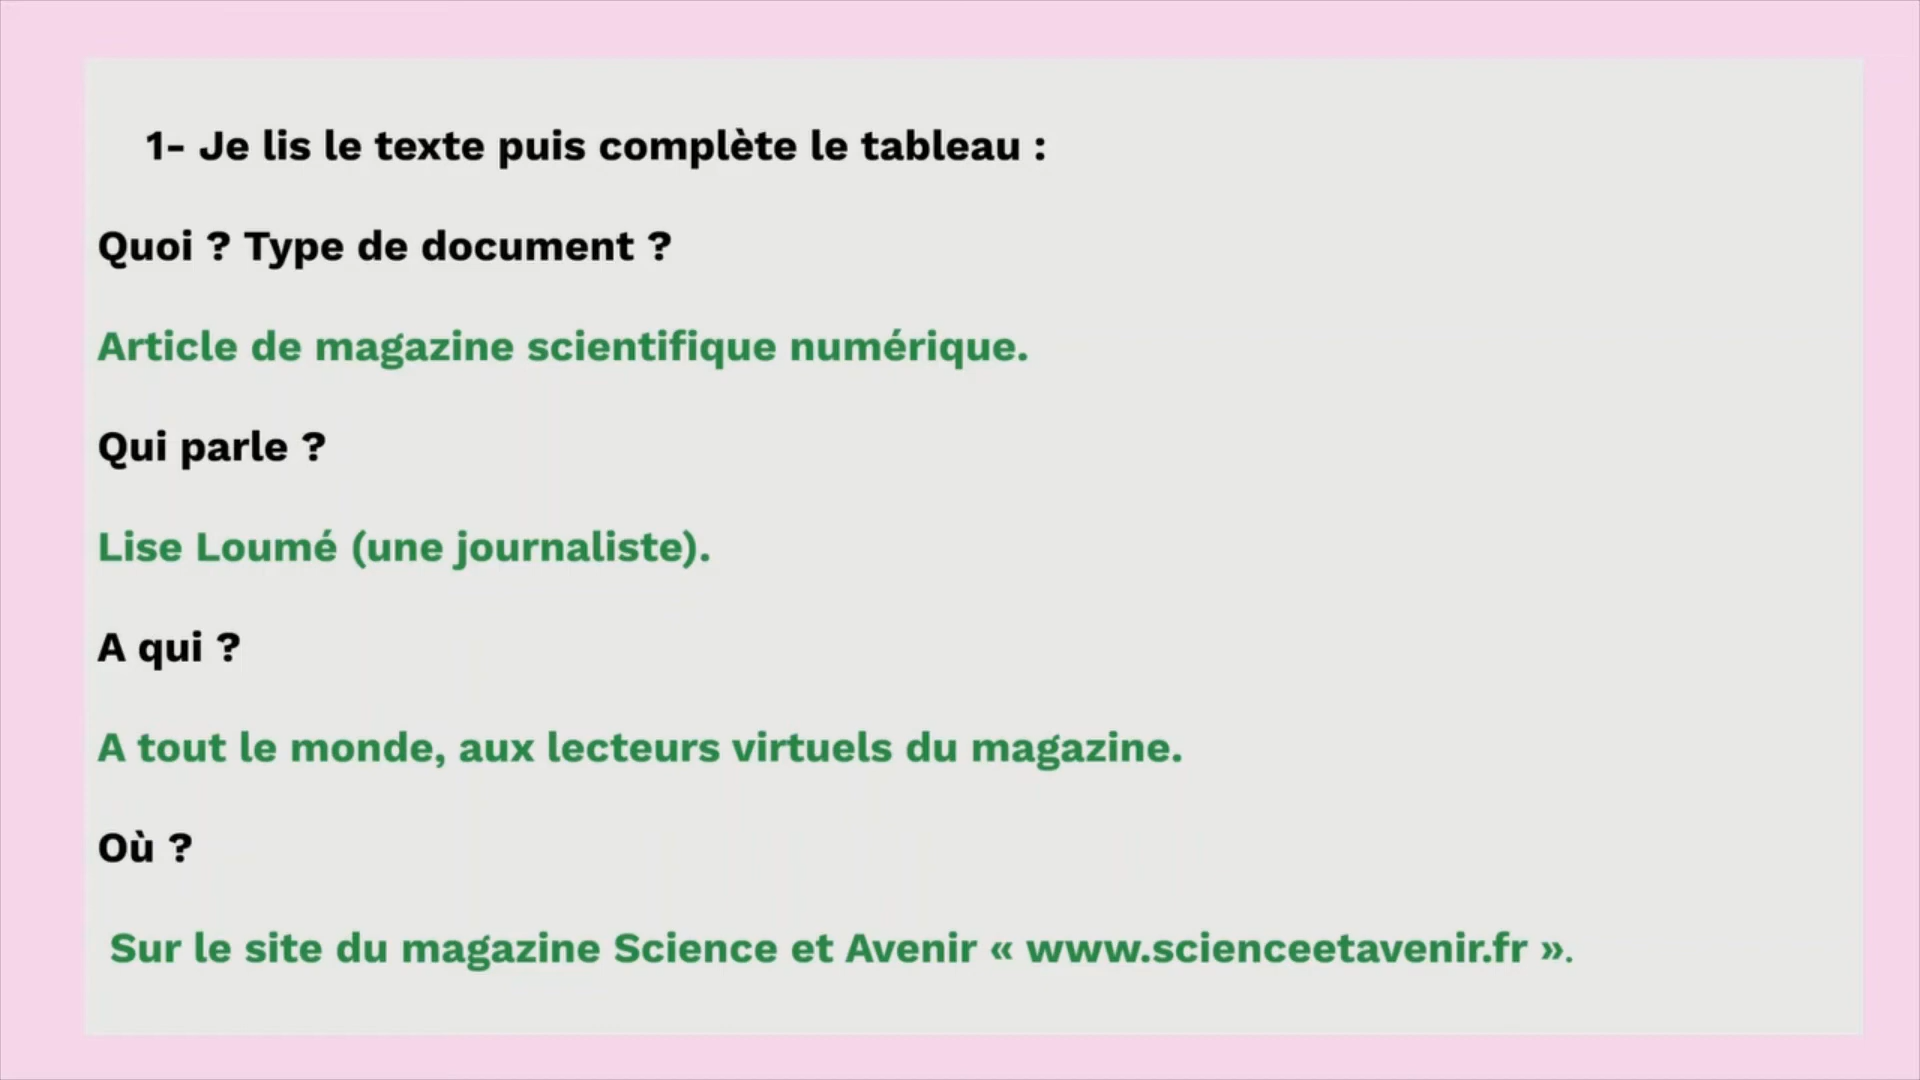 1- Je lis le texte puis complète le tableau :
Quoi ? Type de document ?
Article de magazine scientifique numérique.
Qui parle ?
Lise Loumé (une journaliste).
A qui ?
A tout le monde, aux lecteurs virtuels du magazine.
Où ?
Sur le site du magazine Science et Avenir « www.scienceetavenir.fr ».